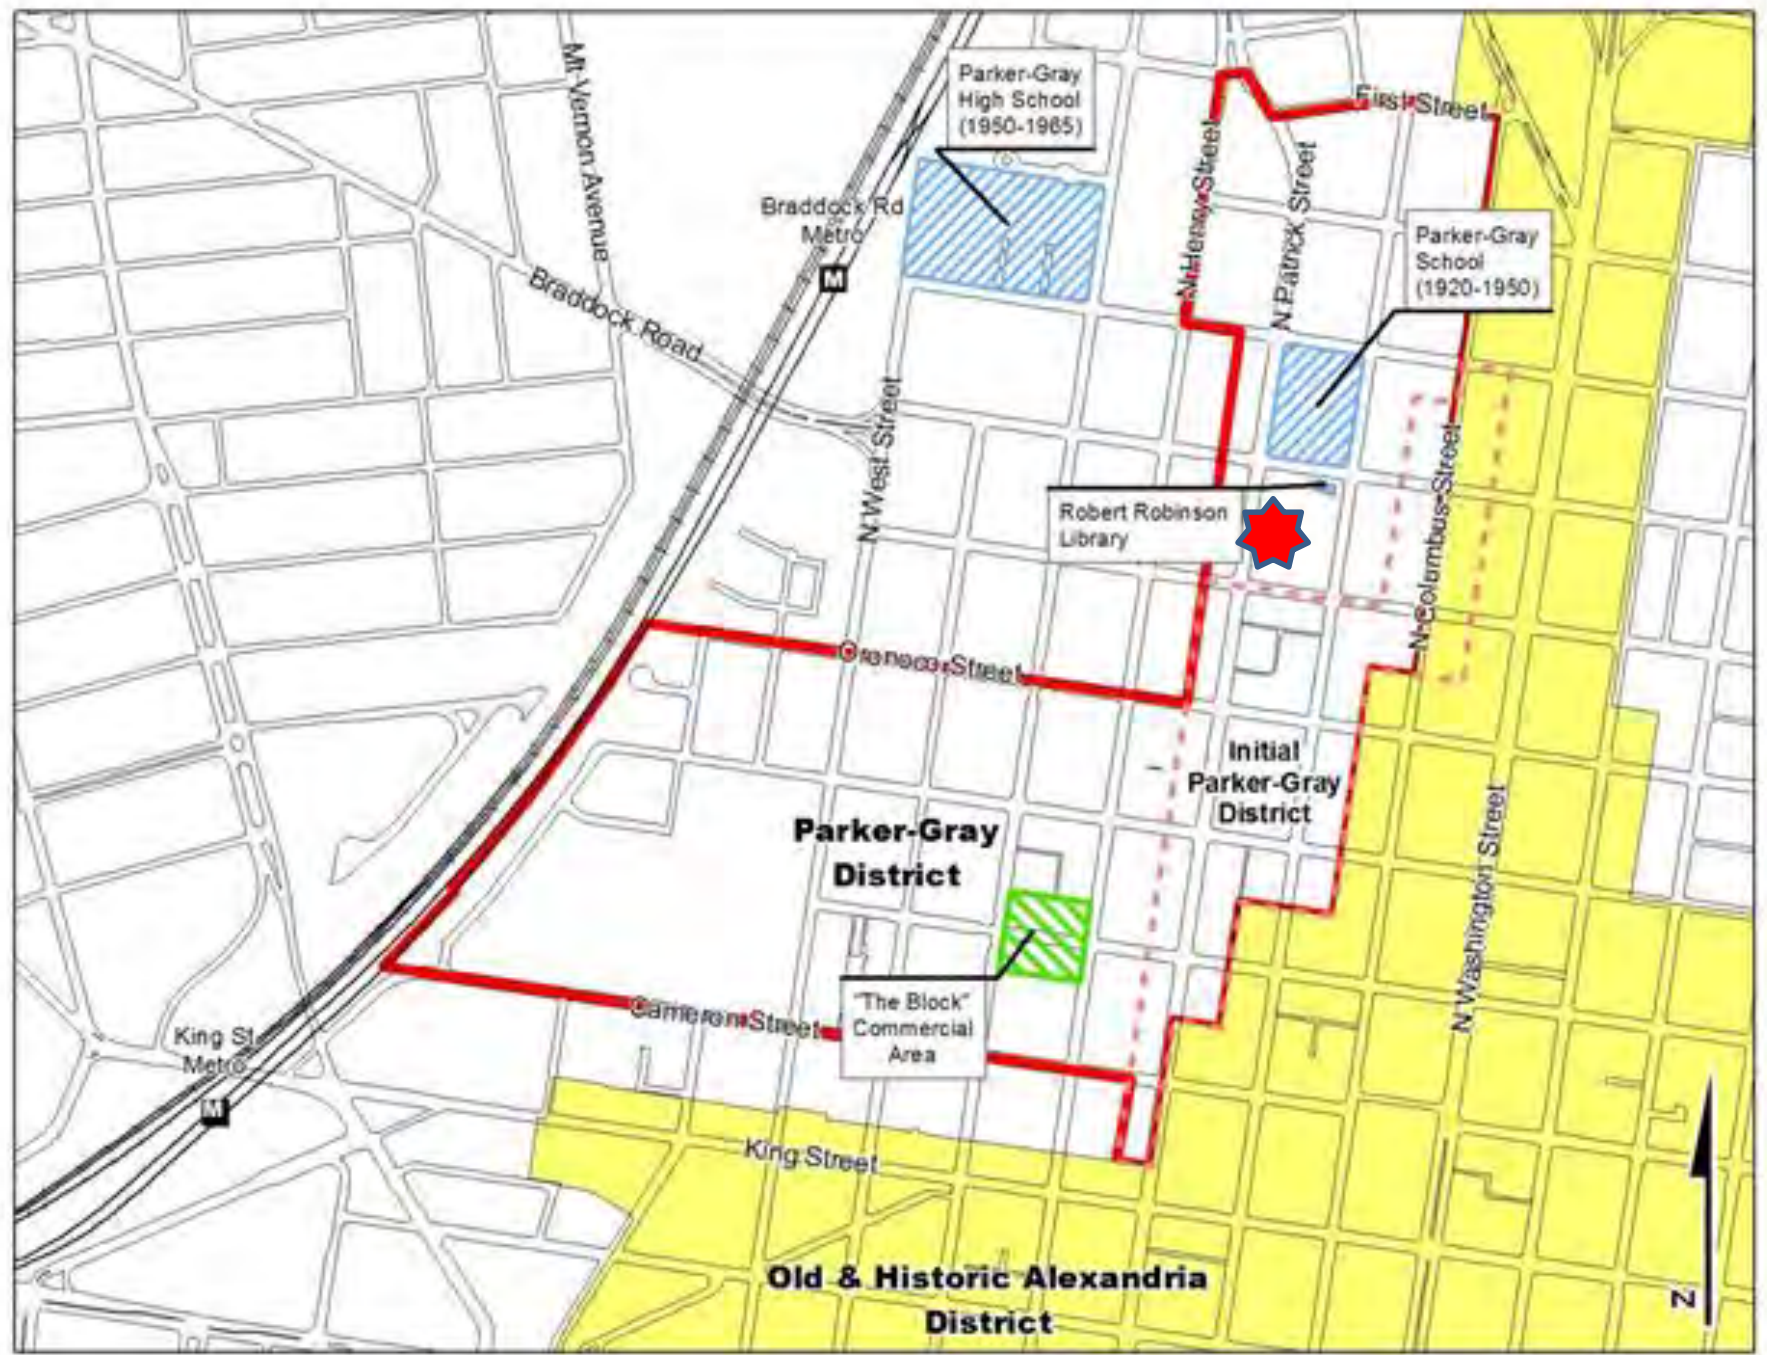 Mt Vernon Avenue
Parker-Gray
High School
(1950-1965)
First Street
N Henry Street
N Patrick Street
Braddock Rd
Metro
M
Parker-Gray
School
(1920-1950)
Braddock Road
N West Street
Robert Robinson
Library
N Columbus Street
Oronoco Street
Initial
Parker-Gray
District
Parker-Gray
District
N Washington Street
"The Block"
Commercial
Area
Cameron Street
King St
Metro
M
King Street
Old & Historic Alexandria
District
N